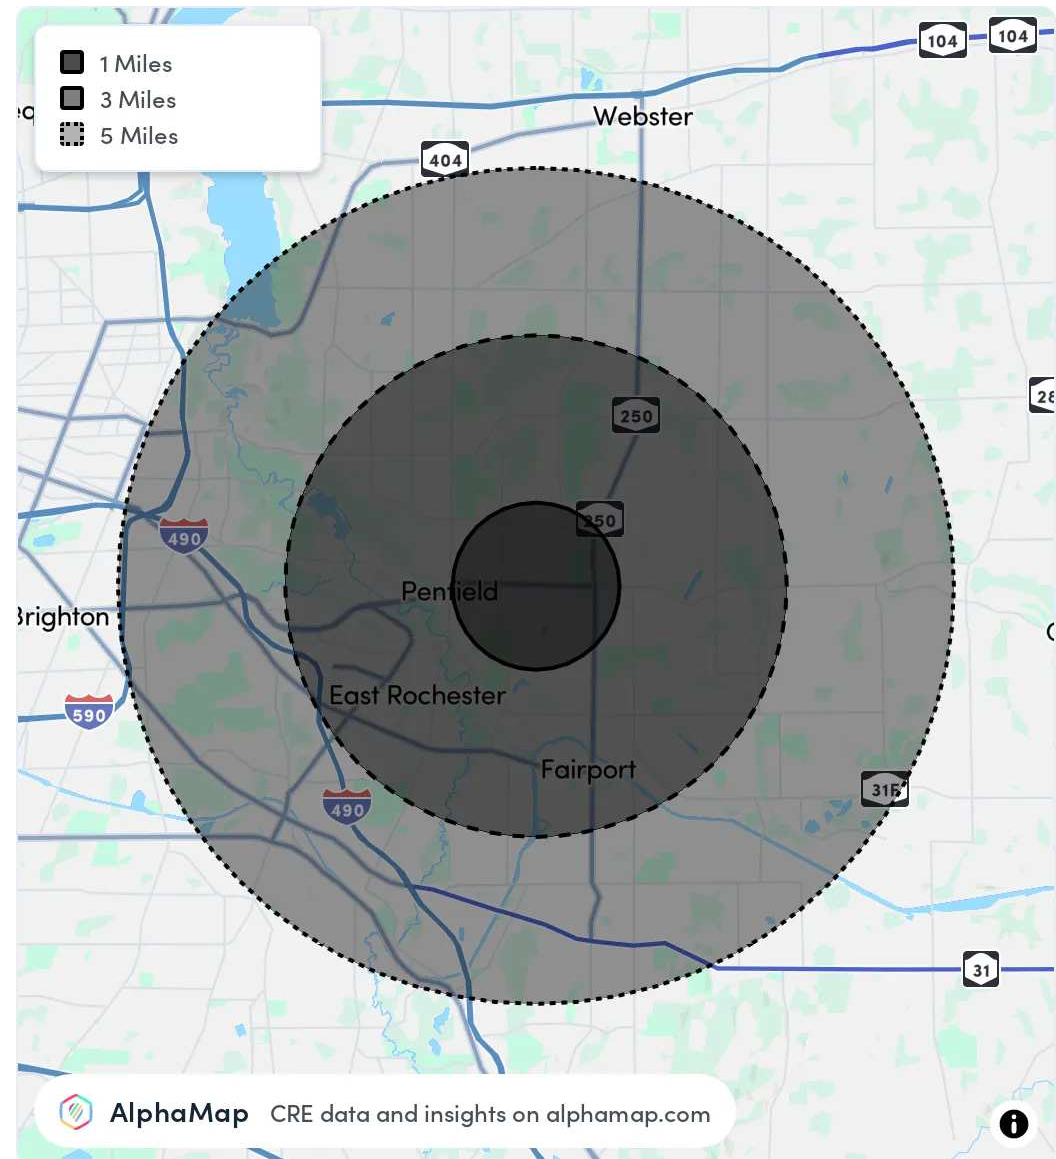 1 Miles
3 Miles
5 Miles
104
104
Webster
404
250
250
490
Penfield
Brighton
East Rochester
590
Fairport
31F
490
31
AlphaMap CRE data and insights on alphamap.com